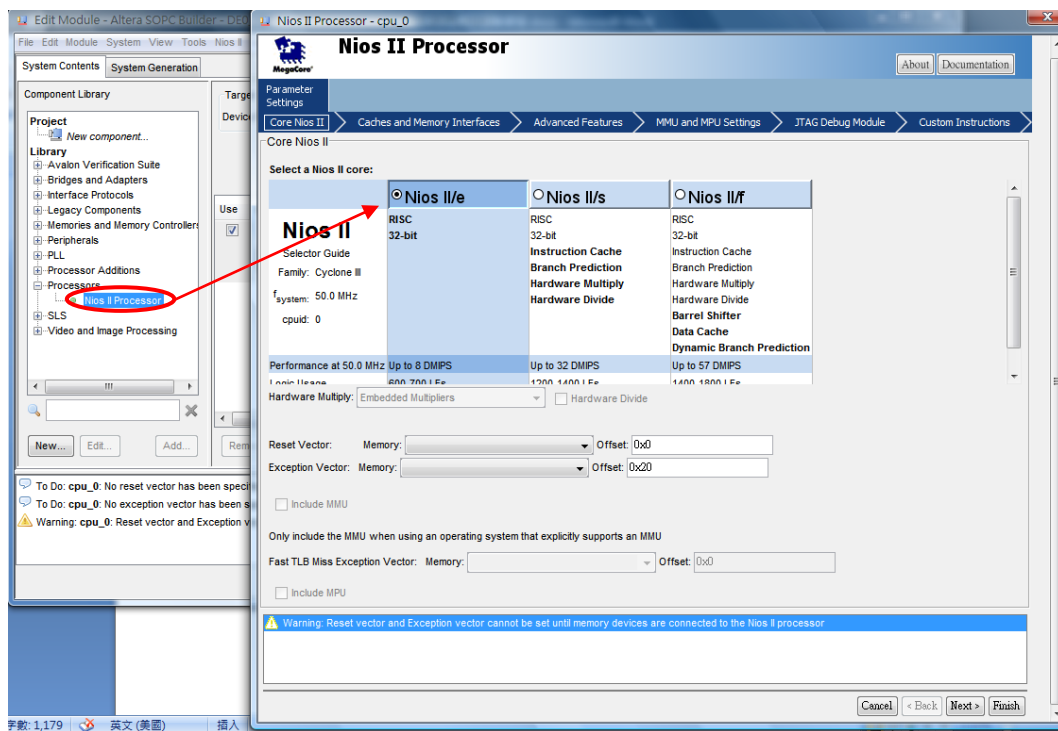 Edit Module - Altera SOPC Builder - DE0
File Edit Module System View Tools Nios II
System Contents System Generation
Component Library
Project
New component...
Library
Avalon Verification Suite
Bridges and Adapters
Interface Protocols
Legacy Components
Memories and Memory Controllers
Peripherals
PLL
Processor Additions
Processors
Nios II Processor
SLS
Video and Image Processing
New... Edit... Add...
Use
To Do: cpu_0: No reset vector has been
To Do: cpu_0: No exception vector has been
Warning: cpu_0: Reset vector and Exception
字數: 1,179 英文 (美國) 插入
Nios II Processor - cpu_0
MegaCore'
Nios II Processor
About Documentation
Parameter
Settings
Core Nios II Caches and Memory Interfaces Advanced Features MMU and MPU Settings JTAG Debug Module Custom Instructions
Core Nios II
Select a Nios II core:
Nios II/e Nios II/s Nios II/f
Nios II
Selector Guide
Family: Cyclone III
fsystem: 50.0 MHz
cpuid: 0
RISC
32-bit
RISC
32-bit
Instruction Cache
Branch Prediction
Hardware Multiply
Hardware Divide
RISC
32-bit
Instruction Cache
Branch Prediction
Hardware Multiply
Hardware Divide
Barrel Shifter
Data Cache
Dynamic Branch Prediction
Performance at 50.0 MHz Up to 8 DMIPS Up to 32 DMIPS Up to 57 DMIPS
Logic Usage 600-700 LEs 1200-1400 LEs 1400-1800 LEs
Hardware Multiply: Embedded Multipliers Hardware Divide
Reset Vector: Memory: Offset: 0x0
Exception Vector: Memory: Offset: 0x20
Include MMU
Only include the MMU when using an operating system that explicitly supports an MMU
Fast TLB Miss Exception Vector: Memory: Offset: 0x0
Include MPU
Warning: Reset vector and Exception vector cannot be set until memory devices are connected to the Nios II processor
Cancel < Back Next > Finish